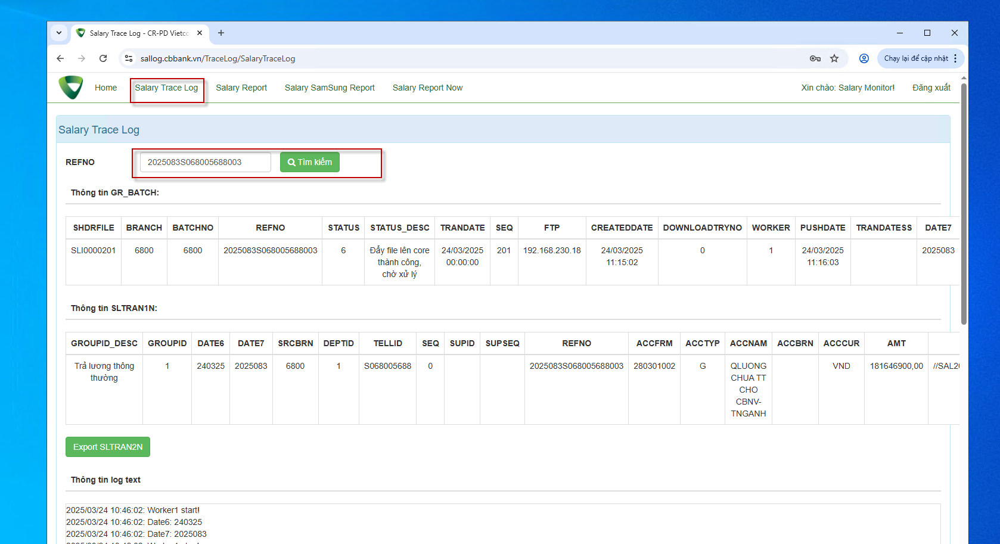 Salary Trace Log - CR-PD Vietco
sallog.cbbank.vn/TraceLog/SalaryTraceLog
Chạy lại để cập nhật
Home
Salary Trace Log
Salary Report
Salary SamSung Report
Salary Report Now
Xin chào: Salary Monitor!
Đăng xuất
Salary Trace Log
REFNO
2025083S068005688003
Tìm kiếm
Thông tin GR_BATCH:
SHDRFILE BRANCH BATCHNO REFNO STATUS STATUS_DESC TRANDATE SEQ FTP CREATEDDATE DOWNLOADTRYNO WORKER PUSHDATE TRANDATESS DATE7
SLI0000201 6800 6800 2025083S068005688003 6 Đẩy file lên core 24/03/2025 201 192.168.230.18 24/03/2025 0 1 24/03/2025 2025083
thành công, 00:00:00 11:15:02 11:16:03
chờ xử lý
Thông tin SLTRAN1N:
GROUPID_DESC GROUPID DATE6 DATE7 SRCBRN DEPTID TELLID SEQ SUPID SUPSEQ REFNO ACCFRM ACCTYP ACCNAM ACCBRN ACCCUR AMT
Trả lương thông 1 240325 2025083 6800 1 S068005688 0 2025083S068005688003 280301002 G QLUONG VND 181646900,00 //SAL20
thường CHUA TT
CHO
CBNV-
TNGANH
Export SLTRAN2N
Thông tin log text
2025/03/24 10:46:02: Worker1 start!
2025/03/24 10:46:02: Date6: 240325
2025/03/24 10:46:02: Date7: 2025083